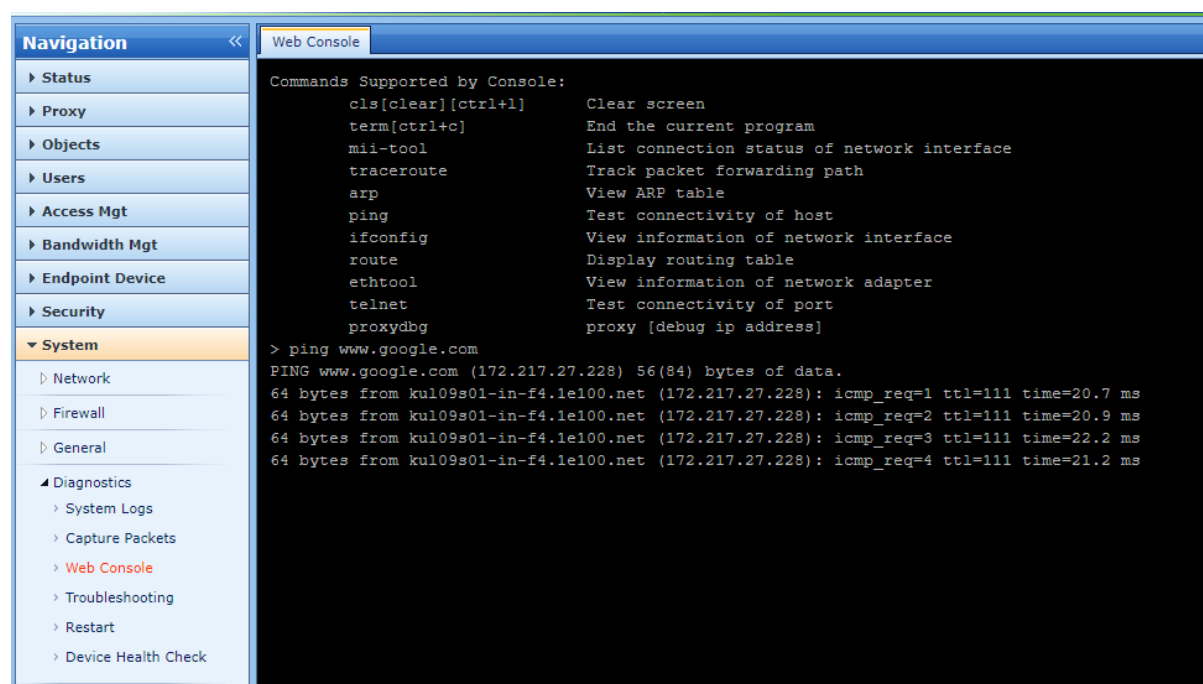 Navigation
Status
Proxy
Objects
Users
Access Mgt
Bandwidth Mgt
Endpoint Device
Security
System
Network
Firewall
General
Diagnostics
System Logs
Capture Packets
Web Console
Troubleshooting
Restart
Device Health Check
Web Console
Commands Supported by Console:
cls[clear][ctrl+l] Clear screen
term[ctrl+c] End the current program
mii-tool List connection status of network interface
traceroute Track packet forwarding path
arp View ARP table
ping Test connectivity of host
ifconfig View information of network interface
route Display routing table
ethtool View information of network adapter
telnet Test connectivity of port
proxydbg proxy [debug ip address]
> ping www.google.com
PING www.google.com (172.217.27.228) 56(84) bytes of data.
64 bytes from kul09s01-in-f4.1e100.net (172.217.27.228): icmp_req=1 ttl=111 time=20.7 ms
64 bytes from kul09s01-in-f4.1e100.net (172.217.27.228): icmp_req=2 ttl=111 time=20.9 ms
64 bytes from kul09s01-in-f4.1e100.net (172.217.27.228): icmp_req=3 ttl=111 time=22.2 ms
64 bytes from kul09s01-in-f4.1e100.net (172.217.27.228): icmp_req=4 ttl=111 time=21.2 ms